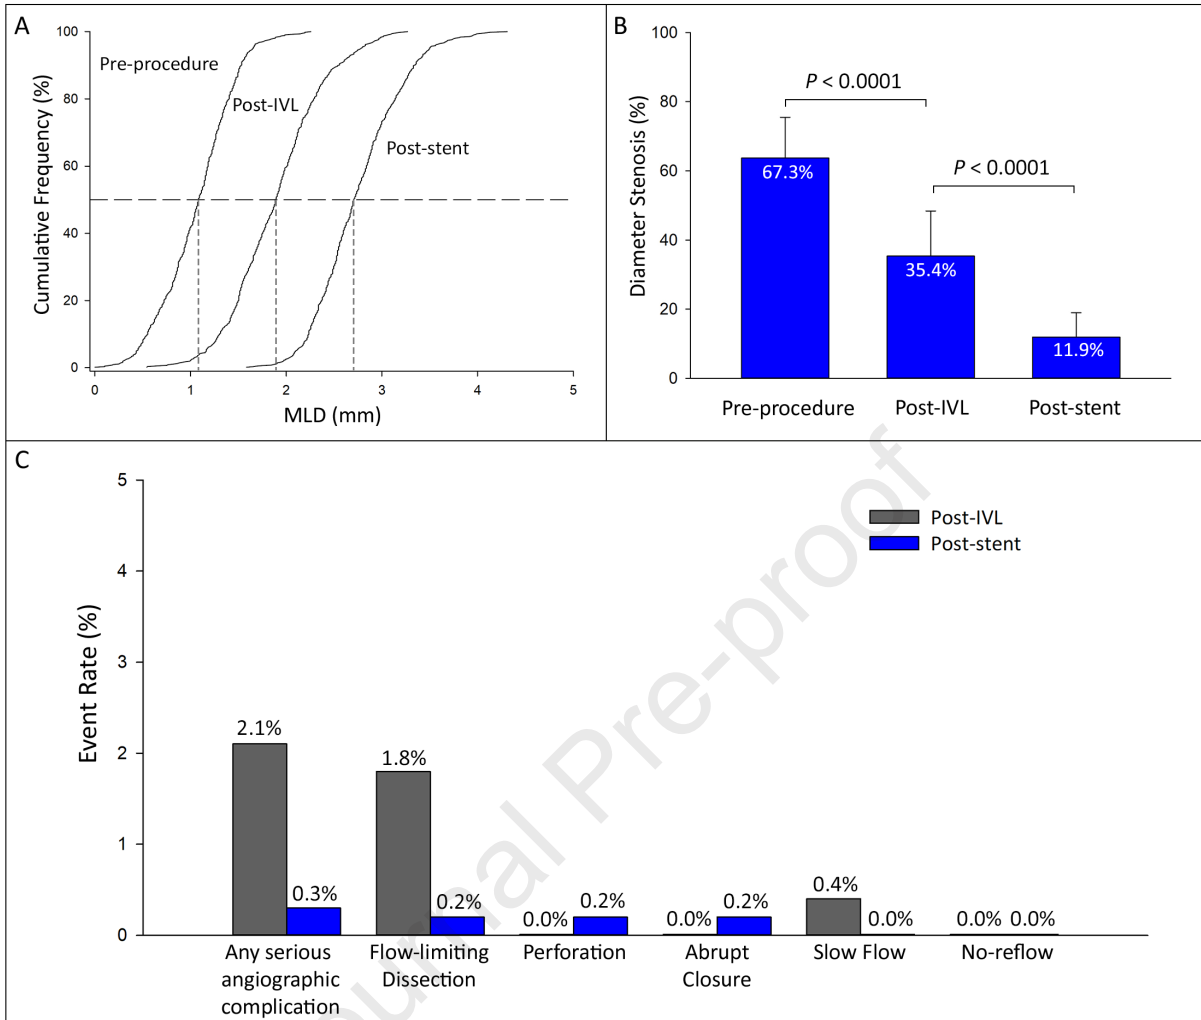 A
100
80
60
40
20
0
Cumulative Frequency (%)
Pre-procedure
Post-IVL
Post-stent
0 1 2 3 4 5
MLD (mm)
B
100
80
60
40
20
0
Diameter Stenosis (%)
P < 0.0001
P < 0.0001
67.3%
35.4%
11.9%
Pre-procedure Post-IVL Post-stent
C
5
4
3
2
1
0
Event Rate (%)
Post-IVL
Post-stent
2.1%
0.3%
1.8%
0.2%
0.0% 0.2%
0.0% 0.2%
0.4%
0.0%
0.0% 0.0%
Any serious
angiographic
complication
Flow-limiting
Dissection
Perforation
Abrupt
Closure
Slow Flow
No-reflow
Journal Pre-proof